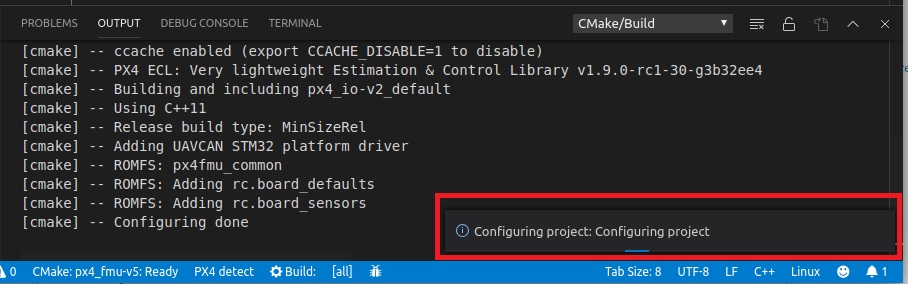 PROBLEMS OUTPUT DEBUG CONSOLE TERMINAL CMake/Build
[cmake] -- ccache enabled (export CCACHE_DISABLE=1 to disable)
[cmake] -- PX4 ECL: Very lightweight Estimation & Control Library v1.9.0-rc1-30-g3b32ee4
[cmake] -- Building and including px4_io-v2_default
[cmake] -- Using C++11
[cmake] -- Release build type: MinSizeRel
[cmake] -- Adding UAVCAN STM32 platform driver
[cmake] -- ROMFS: px4fmu_common
[cmake] -- ROMFS: Adding rc.board_defaults
[cmake] -- ROMFS: Adding rc.board_sensors
[cmake] -- Configuring done
Configuring project: Configuring project
0 CMake: px4_fmu-v5: Ready PX4 detect Build: [all] Tab Size: 8 UTF-8 LF C++ Linux 1